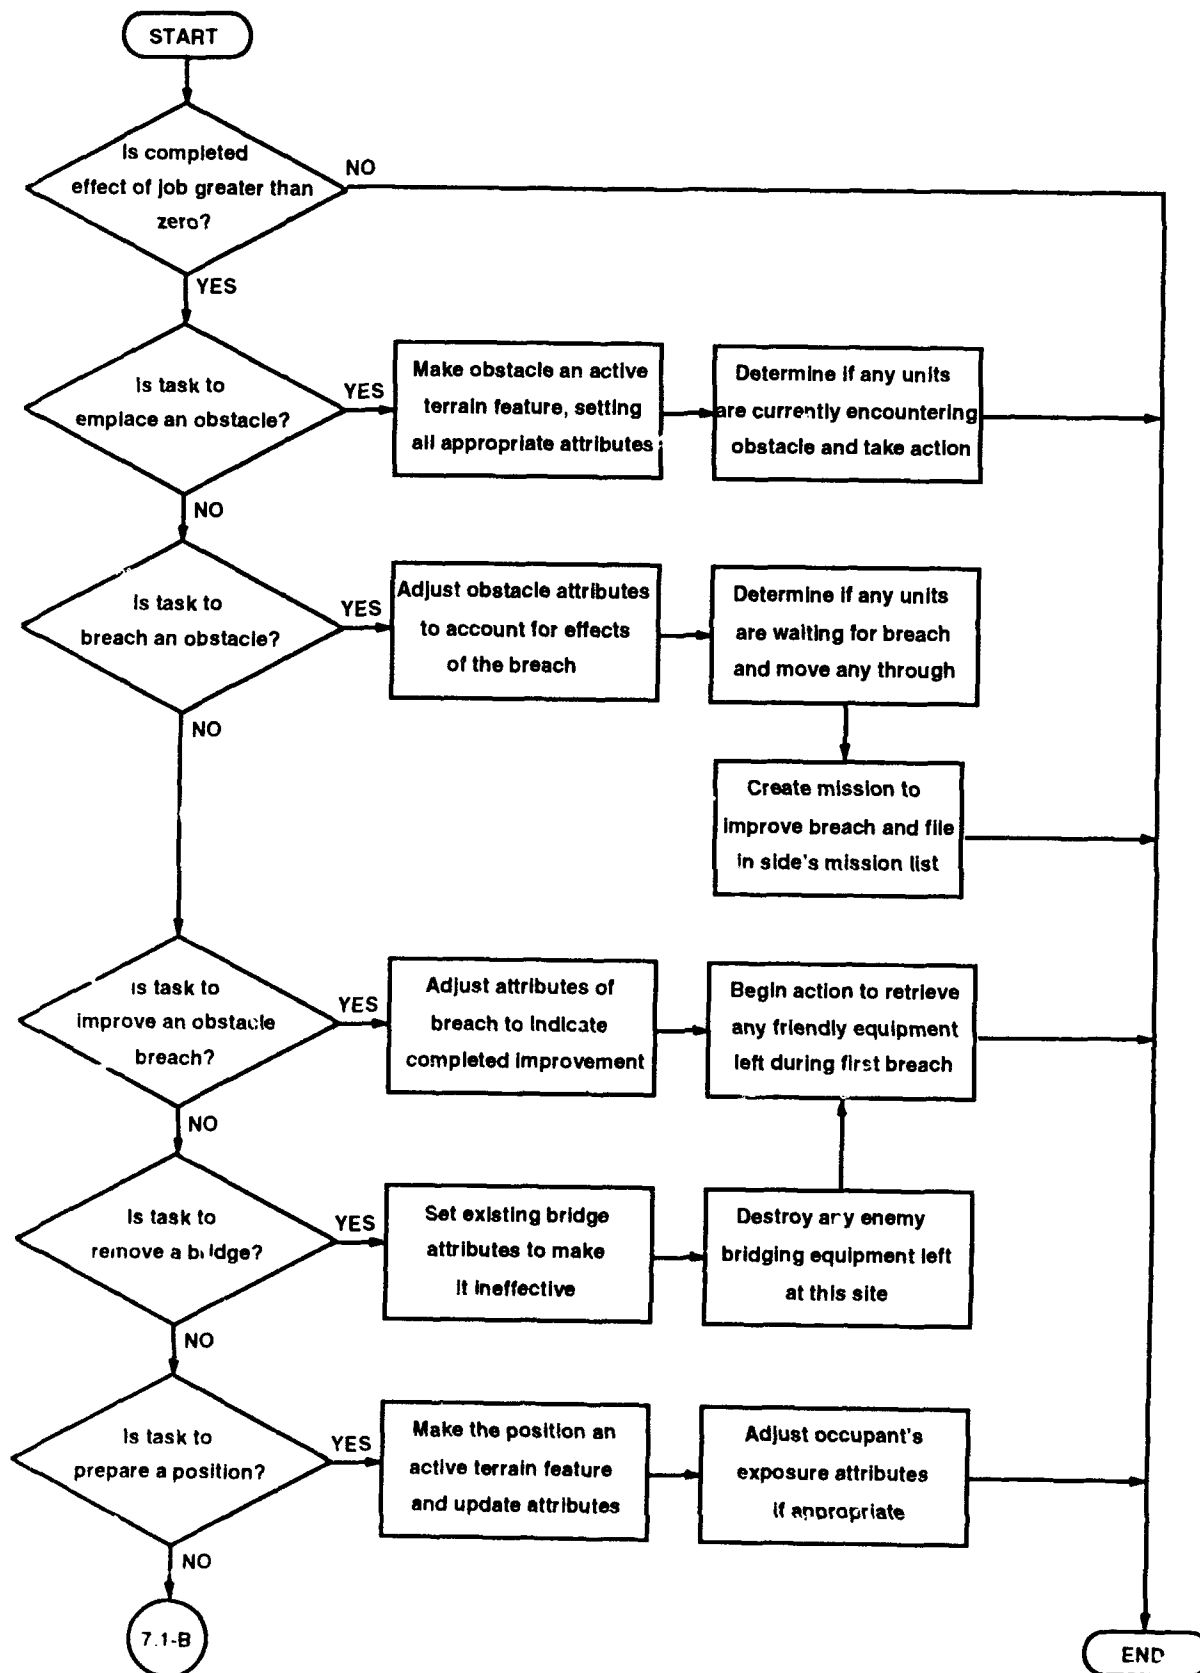 START
Is completed
effect of job greater than
zero?
NO
YES
Is task to
emplace an obstacle?
YES
Make obstacle an active
terrain feature, setting
all appropriate attributes
Determine if any units
are currently encountering
obstacle and take action
NO
Is task to
breach an obstacle?
YES
Adjust obstacle attributes
to account for effects
of the breach
Determine if any units
are waiting for breach
and move any through
NO
Create mission to
improve breach and file
in side's mission list
Is task to
improve an obstacle
breach?
YES
Adjust attributes of
breach to indicate
completed improvement
Begin action to retrieve
any friendly equipment
left during first breach
NO
Is task to
remove a bridge?
YES
Set existing bridge
attributes to make
it ineffective
Destroy any enemy
bridging equipment left
at this site
NO
Is task to
prepare a position?
YES
Make the position an
active terrain feature
and update attributes
Adjust occupant's
exposure attributes
if appropriate
NO
7.1-B
END